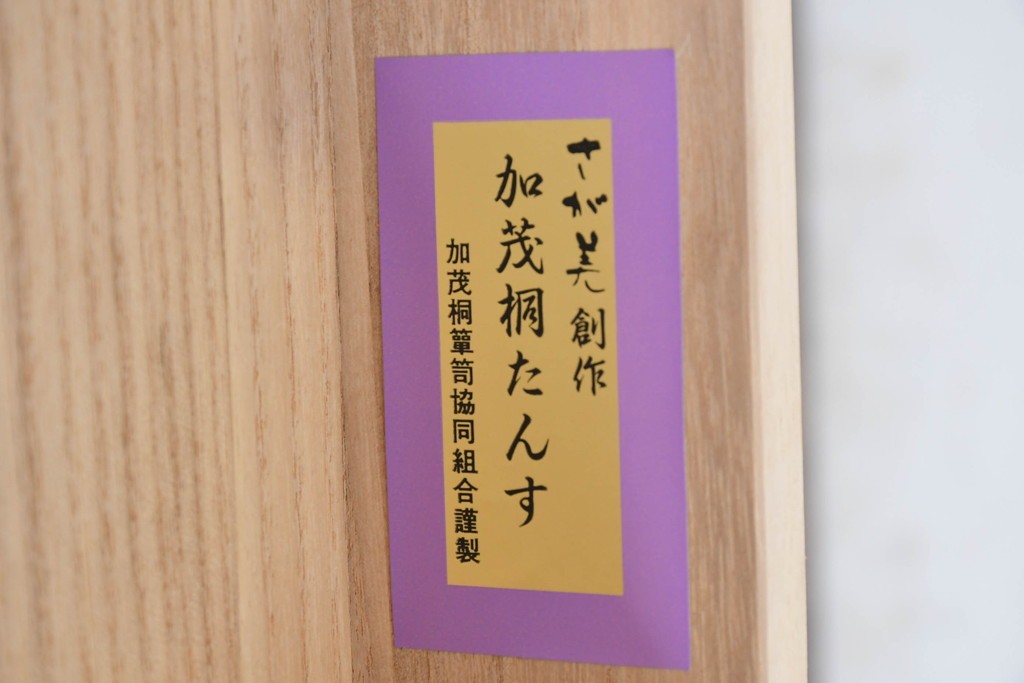 さが美創作
加茂桐たんす
加茂桐簞笥協同組合謹製